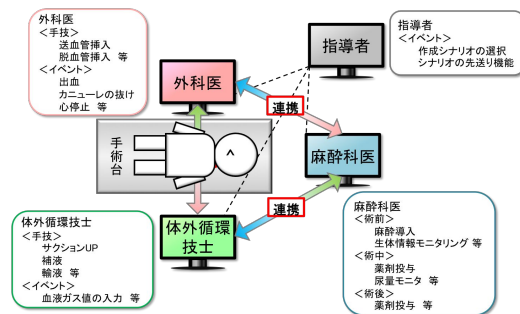 外科医
<手技>
送血管挿入
脱血管挿入 等
<イベント>
出血
カニューレの抜け
心停止 等
外科医
指導者
指導者
<イベント>
作成シナリオの選択
シナリオの先送り機能
連携
手術台
麻酔科医
連携
体外循環技士
<手技>
サクションUP
補液
輸液 等
<イベント>
血液ガス値の入力 等
体外循環
技士
麻酔科医
<術前>
麻酔導入
生体情報モニタリング 等
<術中>
薬剤投与
尿量モニタ 等
<術後>
薬剤投与 等